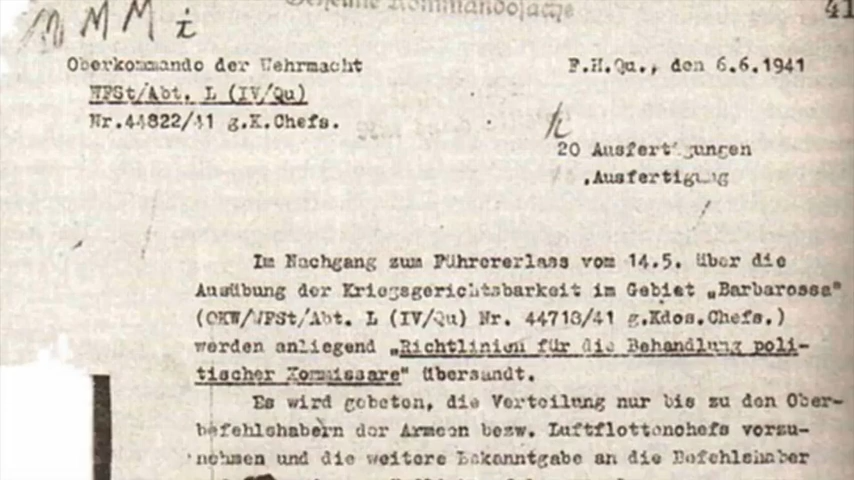 Geheime Kommandosache
41
Oberkommando der Wehrmacht
F.H.Qu., den 6.6.1941
WFSt/Abt. L (IV/Qu)
Nr.44822/41 g.K.Chefs.
20 Ausfertigungen
.Ausfertigung
Im Nachgang zum Führererlass vom 14.5. über die
Ausübung der Kriegsgerichtsbarkeit im Gebiet „Barbarossa"
(OKW/WFSt/Abt. L (IV/Qu) Nr. 44718/41 g.Kdos.Chefs.)
werden anliegend „Richtlinien für die Behandlung poli-
tischer Kommissare" übersandt.
Es wird gebeten, die Verteilung nur bis zu den Ober-
befehlshabern der Armeen bezw. Luftflottenchefs vorzu-
nehmen und die weitere Bekanntgabe an die Befehlshaber